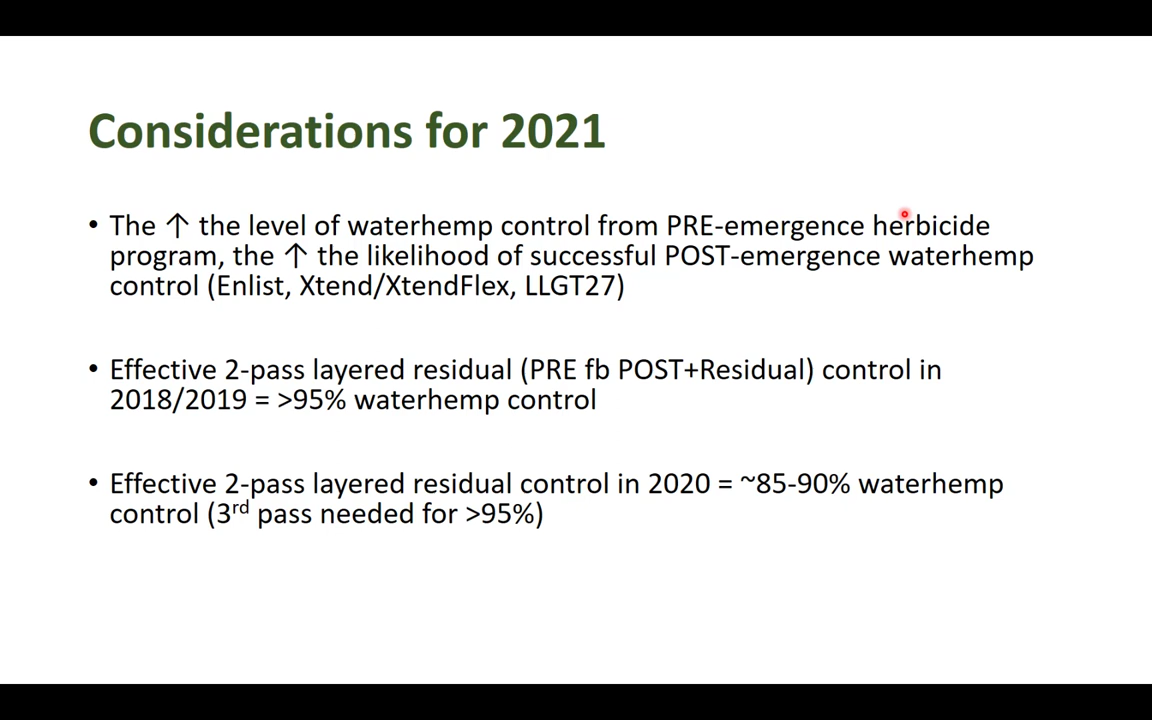 Considerations for 2021
• The ↑ the level of waterhemp control from PRE-emergence herbicide
program, the ↑ the likelihood of successful POST-emergence waterhemp
control (Enlist, Xtend/XtendFlex, LLGT27)
• Effective 2-pass layered residual (PRE fb POST+Residual) control in
2018/2019 = >95% waterhemp control
• Effective 2-pass layered residual control in 2020 = ~85-90% waterhemp
control (3rd pass needed for >95%)